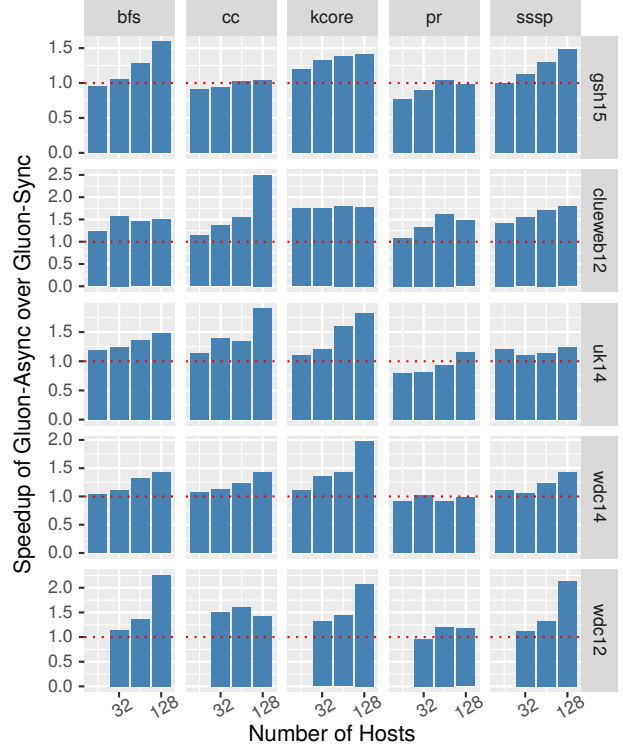 bfs cc kcore pr sssp
1.5
1.0
0.5
0.0
gsh15
2.5
2.0
1.5
1.0
0.5
0.0
clueweb12
1.5
1.0
0.5
0.0
uk14
2.0
1.5
1.0
0.5
0.0
wdc14
2.0
1.5
1.0
0.5
0.0
wdc12
32 128 32 128 32 128 32 128 32 128
Number of Hosts
Speedup of Gluon-Async over Gluon-Sync